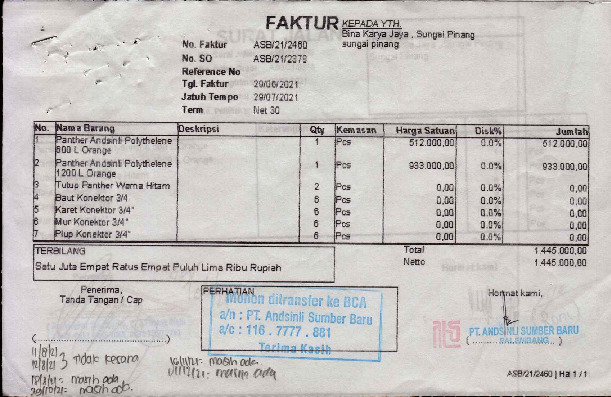 FAKTUR
KEPADA YTH.
Bina Karya Jaya , Sungai Pinang
sungai pinang
No. Faktur ASB/21/2460
No. SO ASB/21/2376
Reference No
Tgl. Faktur 29/06/2021
Jatuh Tempo 29/07/2021
Term Net 30
No. Nama Barang Deskripsi Qty Kemasan Harga Satuan Disk% Jumlah
1 Panther Andsinli Polythelene 1 Pcs 512.000,00 0.0% 512.000,00
600 L Orange
2 Panther Andsinli Polythelene 1 Pcs 933.000,00 0.0% 933.000,00
1200 L Orange
3 Tutup Panther Warna Hitam 2 Pcs 0,00 0.0% 0,00
4 Baut Konektor 3/4 6 Pcs 0,00 0.0% 0,00
5 Karet Konektor 3/4" 6 Pcs 0,00 0.0% 0,00
6 Mur Konektor 3/4" 6 Pcs 0,00 0.0% 0,00
7 Plup Konektor 3/4" 6 Pcs 0,00 0.0% 0,00
Total 1.445.000,00
Netto 1.445.000,00
TERBILANG
Satu Juta Empat Ratus Empat Puluh Lima Ribu Rupiah
Penerima,
Tanda Tangan / Cap
PERHATIAN
Mohon ditransfer ke BCA
a/n : PT. Andsinli Sumber Baru
a/c : 116 . 7777 . 881
Terima Kasih
Hormat kami,
PT. ANDSINLI SUMBER BARU
PALEMBANG
11/8/21
12/8/21 } Tidak kesana
masih ada
masih ada
masih ada
masih ada
ASB/21/2460 | Hal 1 / 1